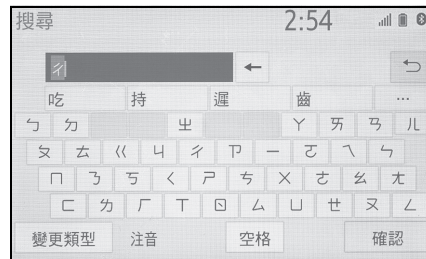 搜尋 2:54
ㄔ ←
吃 持 遲 齒 …
ㄅ ㄉ ㄓ ㄚ ㄞ ㄢ ㄦ
ㄆ ㄊ ㄍ ㄐ ㄔ ㄗ ㄧ ㄛ ㄟ ㄣ
ㄇ ㄋ ㄎ ㄑ ㄕ ㄘ ㄨ ㄜ ㄠ ㄤ
ㄈ ㄌ ㄏ ㄒ ㄖ ㄙ ㄩ ㄝ ㄡ ㄥ
變更類型 注音 空格 確認